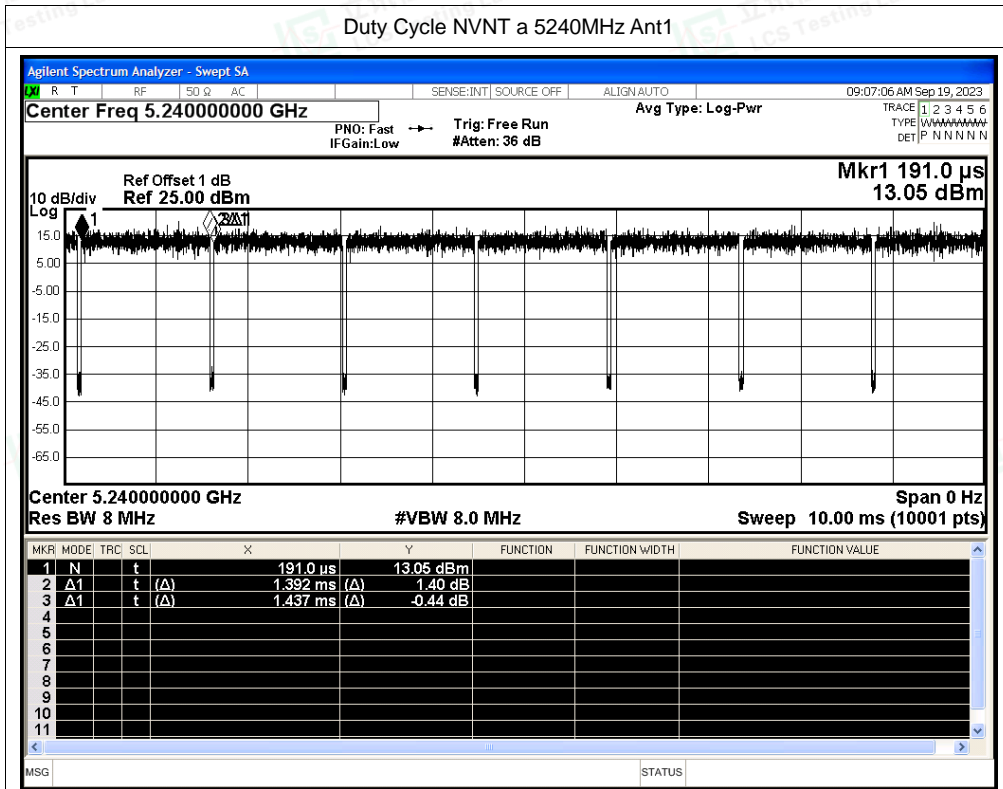 Duty Cycle NVNT a 5240MHz Ant1
Agilent Spectrum Analyzer - Swept SA
LXI R T RF 50 Ω AC SENSE:INT SOURCE OFF ALIGN AUTO 09:07:06 AM Sep 19, 2023
Center Freq 5.240000000 GHz
PNO: Fast
IFGain:Low
Trig: Free Run
#Atten: 36 dB
Avg Type: Log-Pwr
TRACE 1 2 3 4 5 6
TYPE
DET P N N N N N
Mkr1 191.0 µs
13.05 dBm
Ref Offset 1 dB
Ref 25.00 dBm
10 dB/div
Log
1
15.0
5.00
-5.00
-15.0
-25.0
-35.0
-45.0
-55.0
-65.0
Center 5.240000000 GHz Span 0 Hz
Res BW 8 MHz #VBW 8.0 MHz Sweep 10.00 ms (10001 pts)
MKR MODE TRC SCL X Y FUNCTION FUNCTION WIDTH FUNCTION VALUE
1 N t 191.0 µs 13.05 dBm
2 Δ1 t (Δ) 1.392 ms (Δ) 1.40 dB
3 Δ1 t (Δ) 1.437 ms (Δ) -0.44 dB
4
5
6
7
8
9
10
11
MSG STATUS